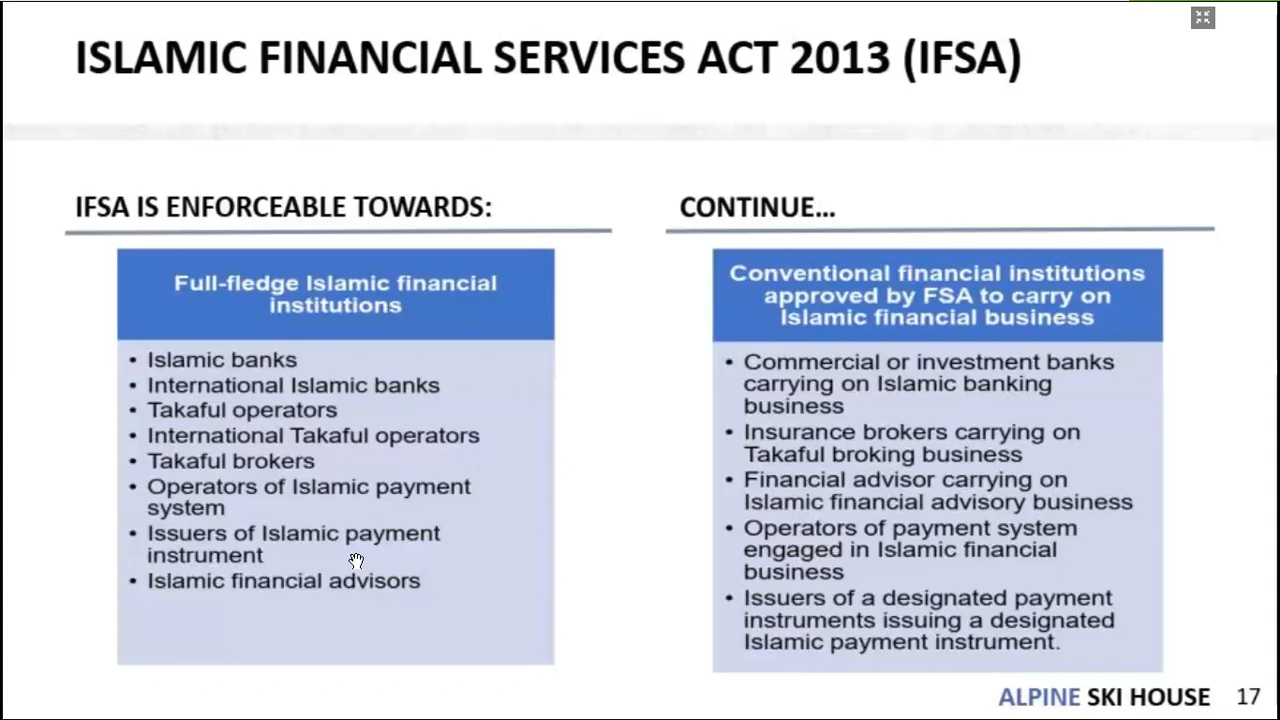 ISLAMIC FINANCIAL SERVICES ACT 2013 (IFSA)
IFSA IS ENFORCEABLE TOWARDS:
Full-fledge Islamic financial
institutions
• Islamic banks
• International Islamic banks
• Takaful operators
• International Takaful operators
• Takaful brokers
• Operators of Islamic payment
system
• Issuers of Islamic payment
instrument
• Islamic financial advisors
CONTINUE...
Conventional financial institutions
approved by FSA to carry on
Islamic financial business
• Commercial or investment banks
carrying on Islamic banking
business
• Insurance brokers carrying on
Takaful broking business
• Financial advisor carrying on
Islamic financial advisory business
• Operators of payment system
engaged in Islamic financial
business
• Issuers of a designated payment
instruments issuing a designated
Islamic payment instrument.
ALPINE SKI HOUSE 17